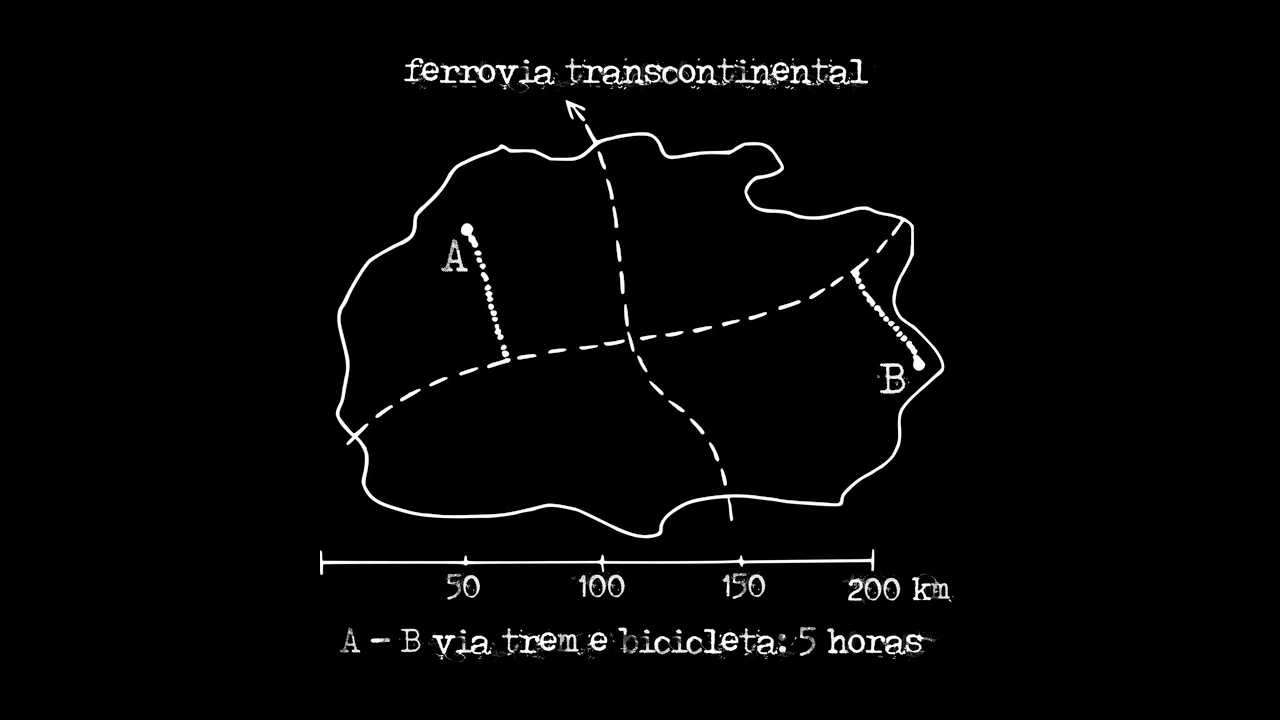 ferrovia transcontinental
A
B
50 100 150 200 km
A - B via trem e bicicleta: 5 horas